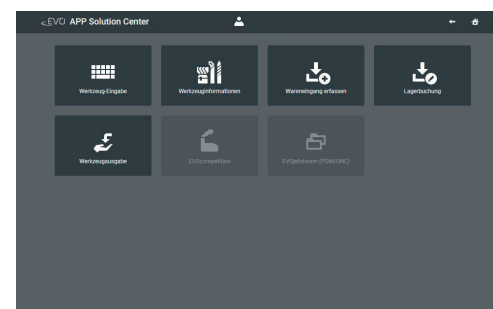 EVO APP Solution Center
Werkzeug-Eingabe
Werkzeuginformationen
Wareneingang erfassen
Lagerbuchung
Werkzeugausgabe
EVOcompetition
EVOjetstream (PDM/DNC)